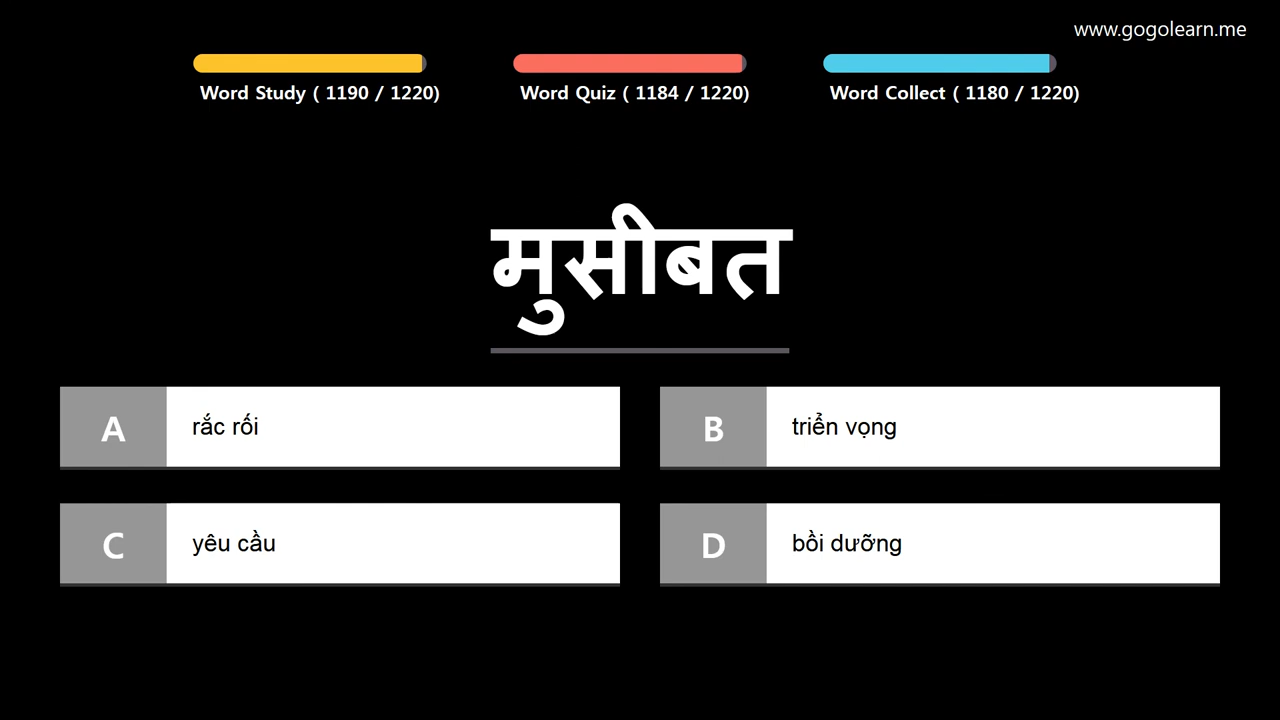 www.gogolearn.me
Word Study ( 1190 / 1220)
Word Quiz ( 1184 / 1220)
Word Collect ( 1180 / 1220)
मुसीबत
A rắc rối
B triển vọng
C yêu cầu
D bồi dưỡng